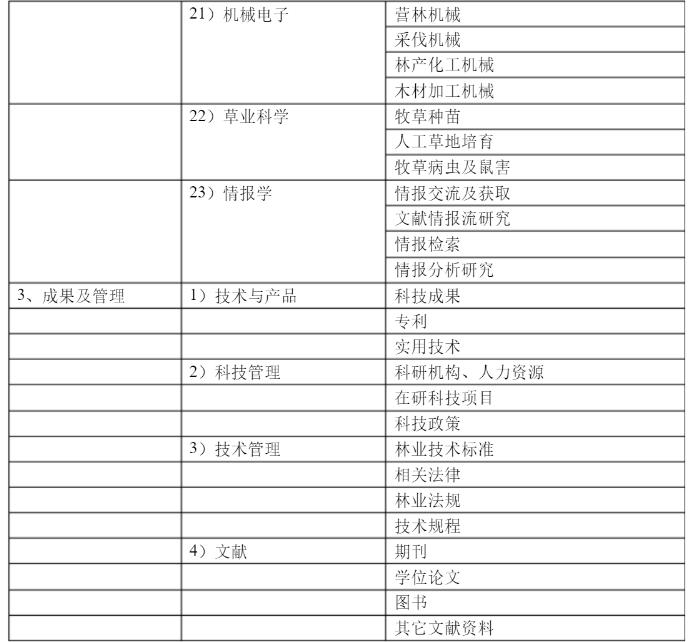 21）机械电子 营林机械
采伐机械
林产化工机械
木材加工机械
22）草业科学 牧草种苗
人工草地培育
牧草病虫及鼠害
23）情报学 情报交流及获取
文献情报流研究
情报检索
情报分析研究
3、成果及管理 1）技术与产品 科技成果
专利
实用技术
2）科技管理 科研机构、人力资源
在研科技项目
科技政策
3）技术管理 林业技术标准
相关法律
林业法规
技术规程
4）文献 期刊
学位论文
图书
其它文献资料